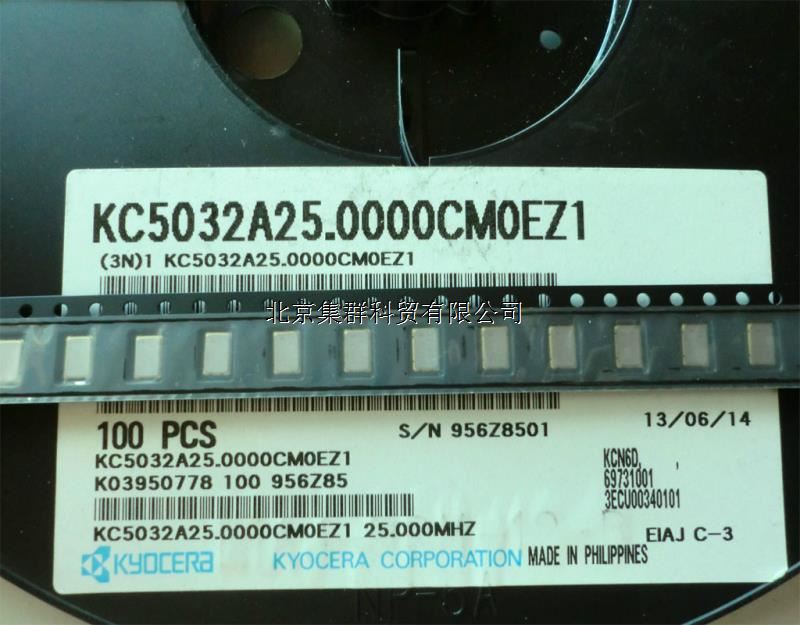 KC5032A25.0000CM0EZ1
(3N)1 KC5032A25.0000CM0EZ1
北京集群科贸有限公司
100 PCS
S/N 956Z8501
13/06/14
KC5032A25.0000CM0EZ1
K03950778 100 956Z85
KCN6D, ,
69731001
3ECU00340101
KC5032A25.0000CM0EZ1 25.000MHZ
EIAJ C-3
KYOCERA
KYOCERA CORPORATION MADE IN PHILIPPINES